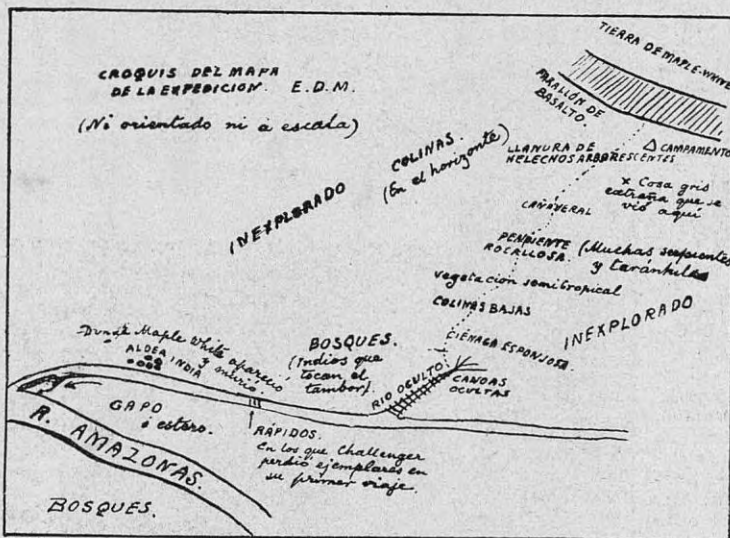 CROQUIS DEL MAPA
DE LA EXPEDICION. E.D.M.
(Ni orientado ni à escala)
TIERRA DE MAPLE-WHITE
FARALLÓN DE
BASALTO.
COLINAS.
(En el horizonte)
INEXPLORADO
LLANURA DE
HELECHOS ARBORESCENTES
CAMPAMENTO
x Cosa gris
extraña que se
vió aquí
CAÑAVERAL
PENDIENTE
ROCALLOSA.
(Muchas serpientes
y tarántulas
Vegetación semitropical
COLINAS BAJAS
INEXPLORADO
CIÉNAGA ESPONJOSA.
BOSQUES.
(Indios que
tocan el
tambor).
Donde Maple White apareció
y murió.
ALDEA
INDIA
RIO OCULTO
CANOAS
OCULTAS
GAPO
ó estero.
RÁPIDOS.
En los que Challenger
perdió ejemplares en
su primer viaje.
R. AMAZONAS.
BOSQUES.